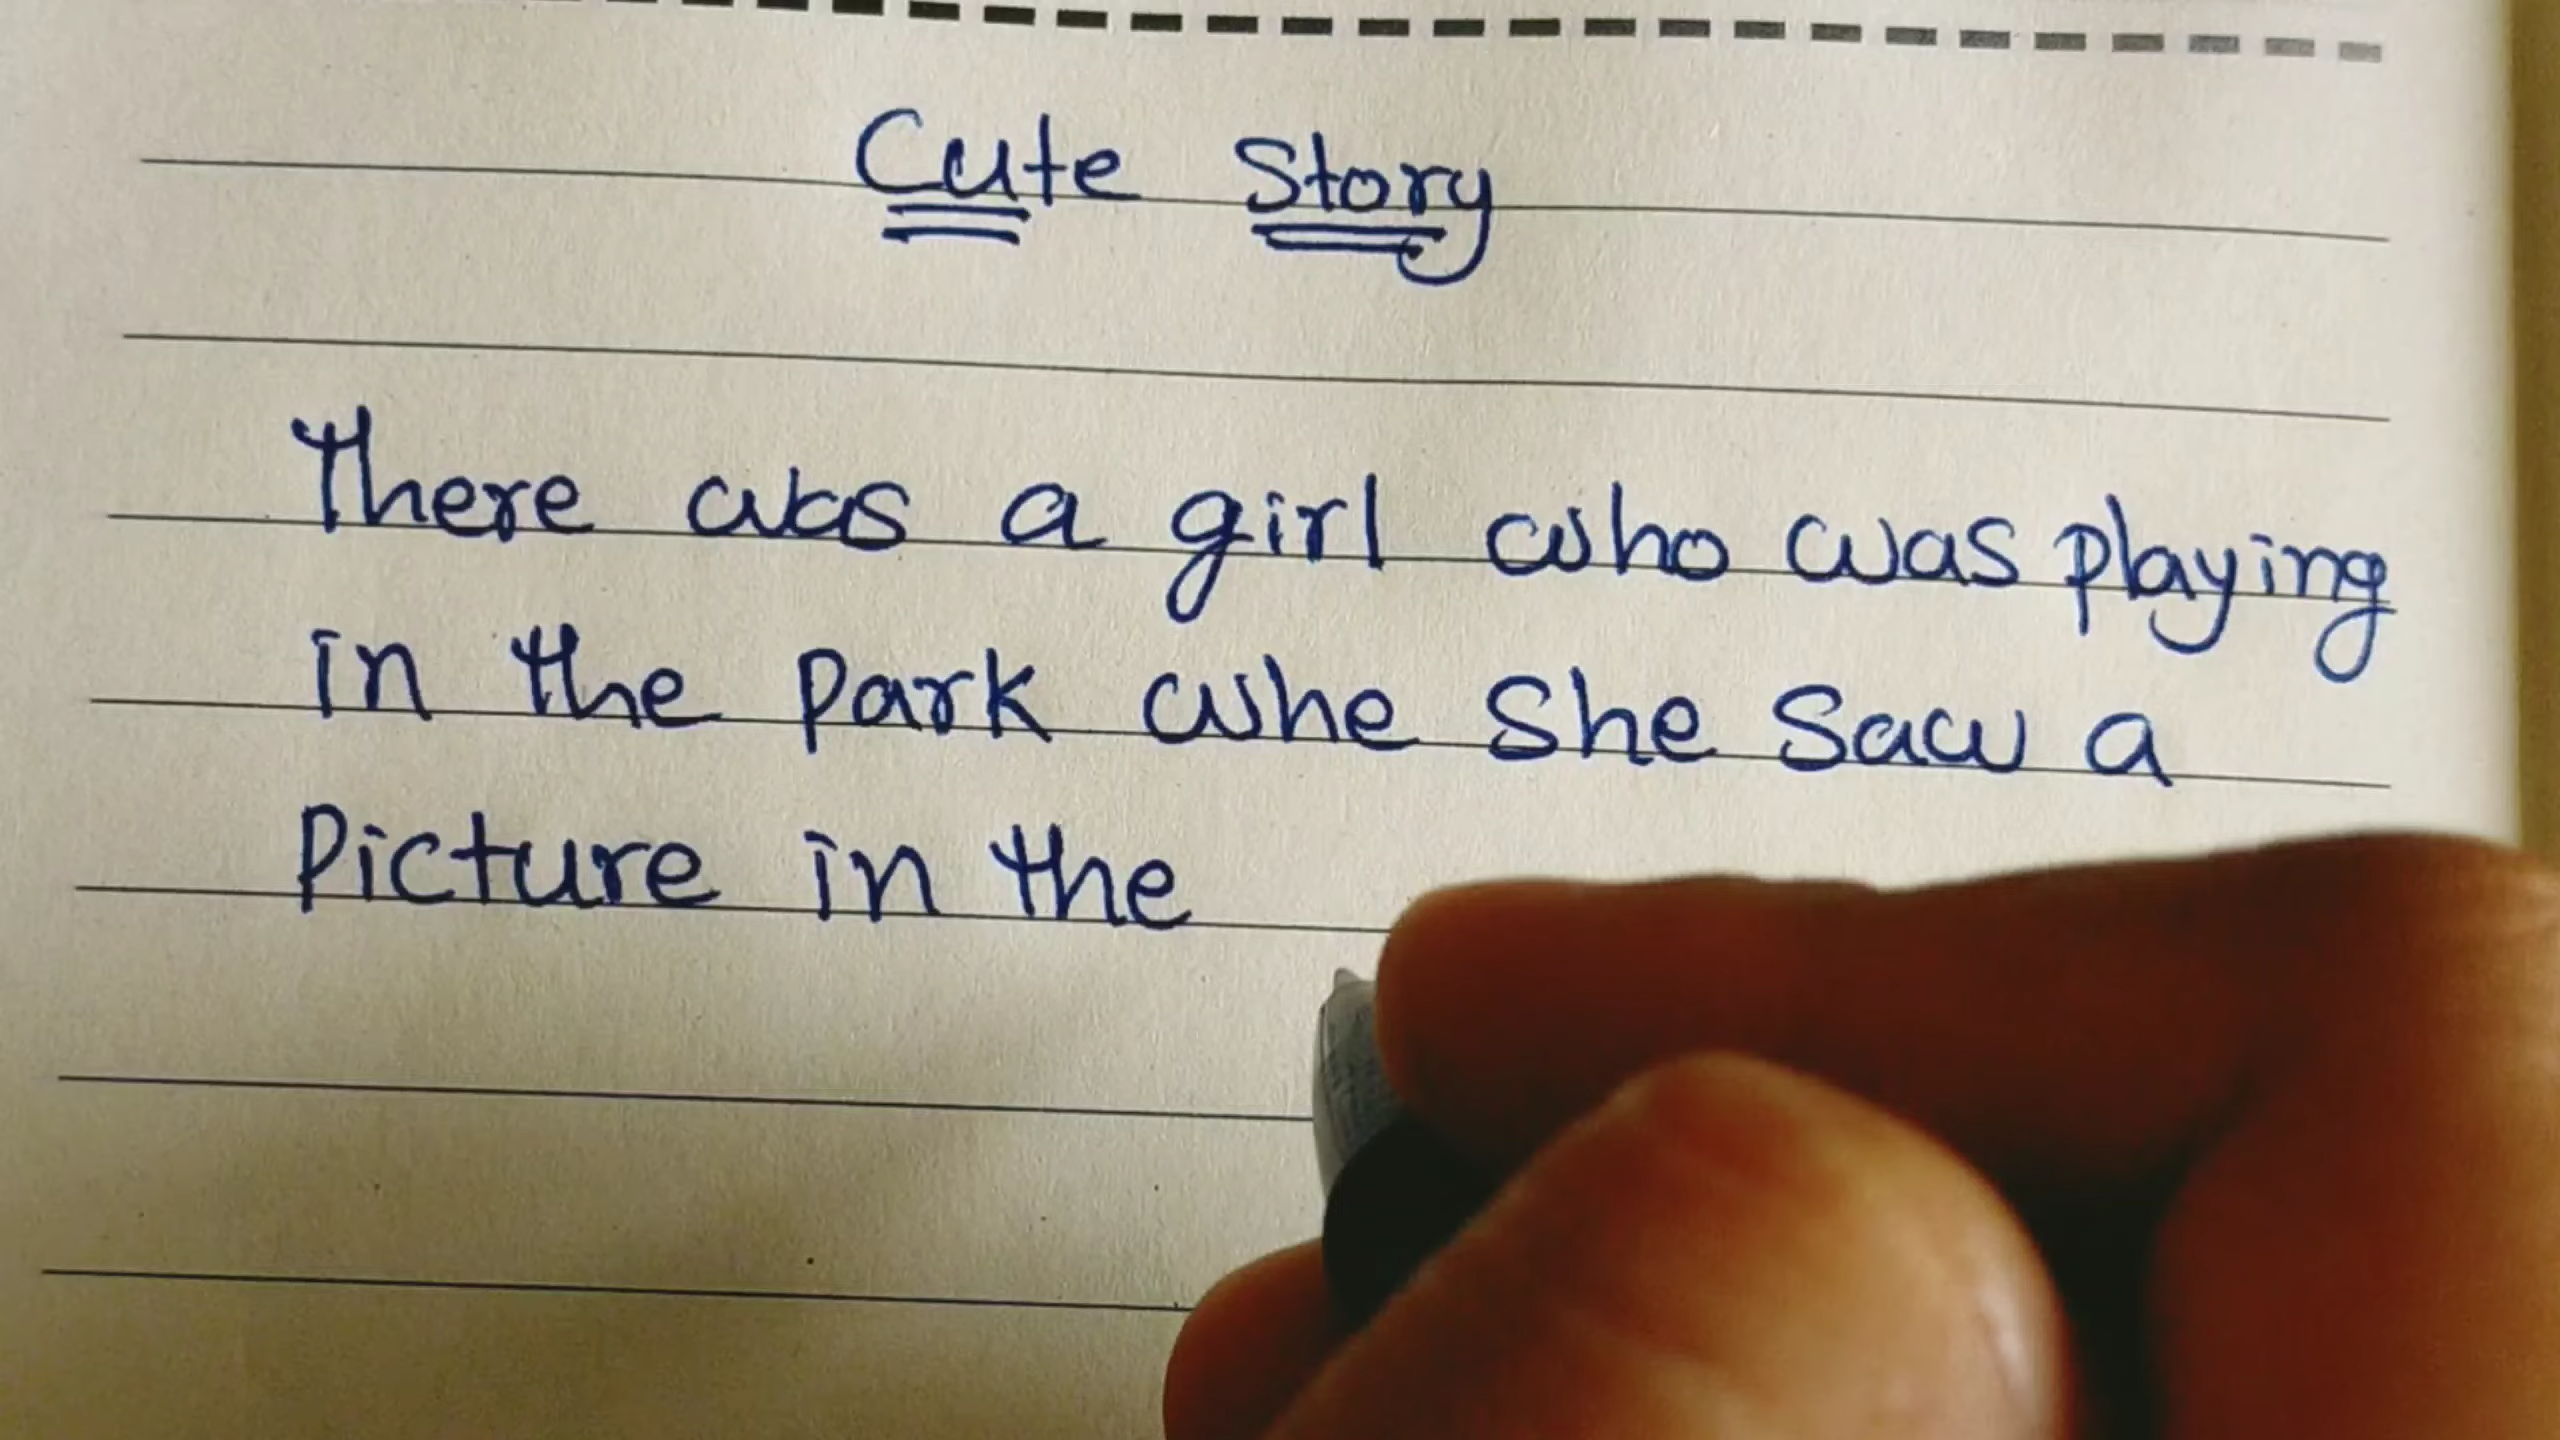 Cute Story
There was a girl who was playing
in the park whe she saw a
Picture in the